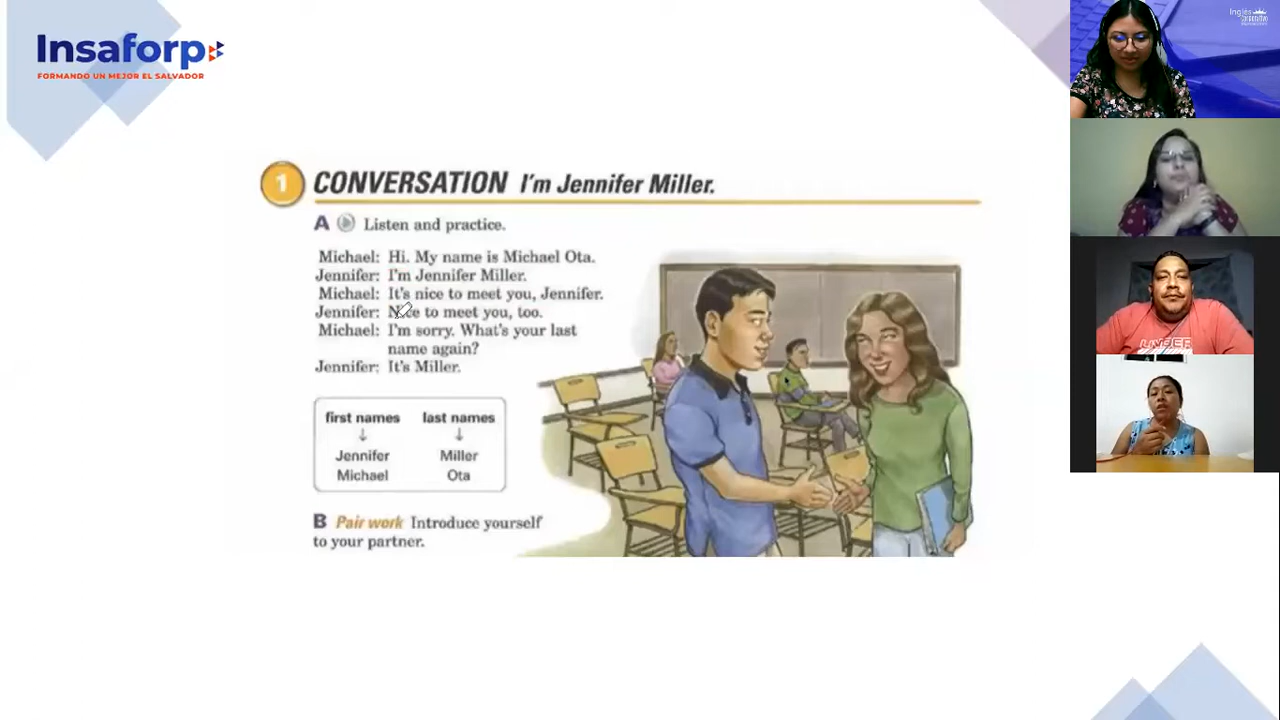 Insaforp
FORMANDO UN MEJOR EL SALVADOR
1 CONVERSATION I'm Jennifer Miller.
A Listen and practice.
Michael: Hi. My name is Michael Ota.
Jennifer: I'm Jennifer Miller.
Michael: It's nice to meet you, Jennifer.
Jennifer: Nice to meet you, too.
Michael: I'm sorry. What's your last
name again?
Jennifer: It's Miller.
first names last names
Jennifer Miller
Michael Ota
B Pair work Introduce yourself
to your partner.
Inglés